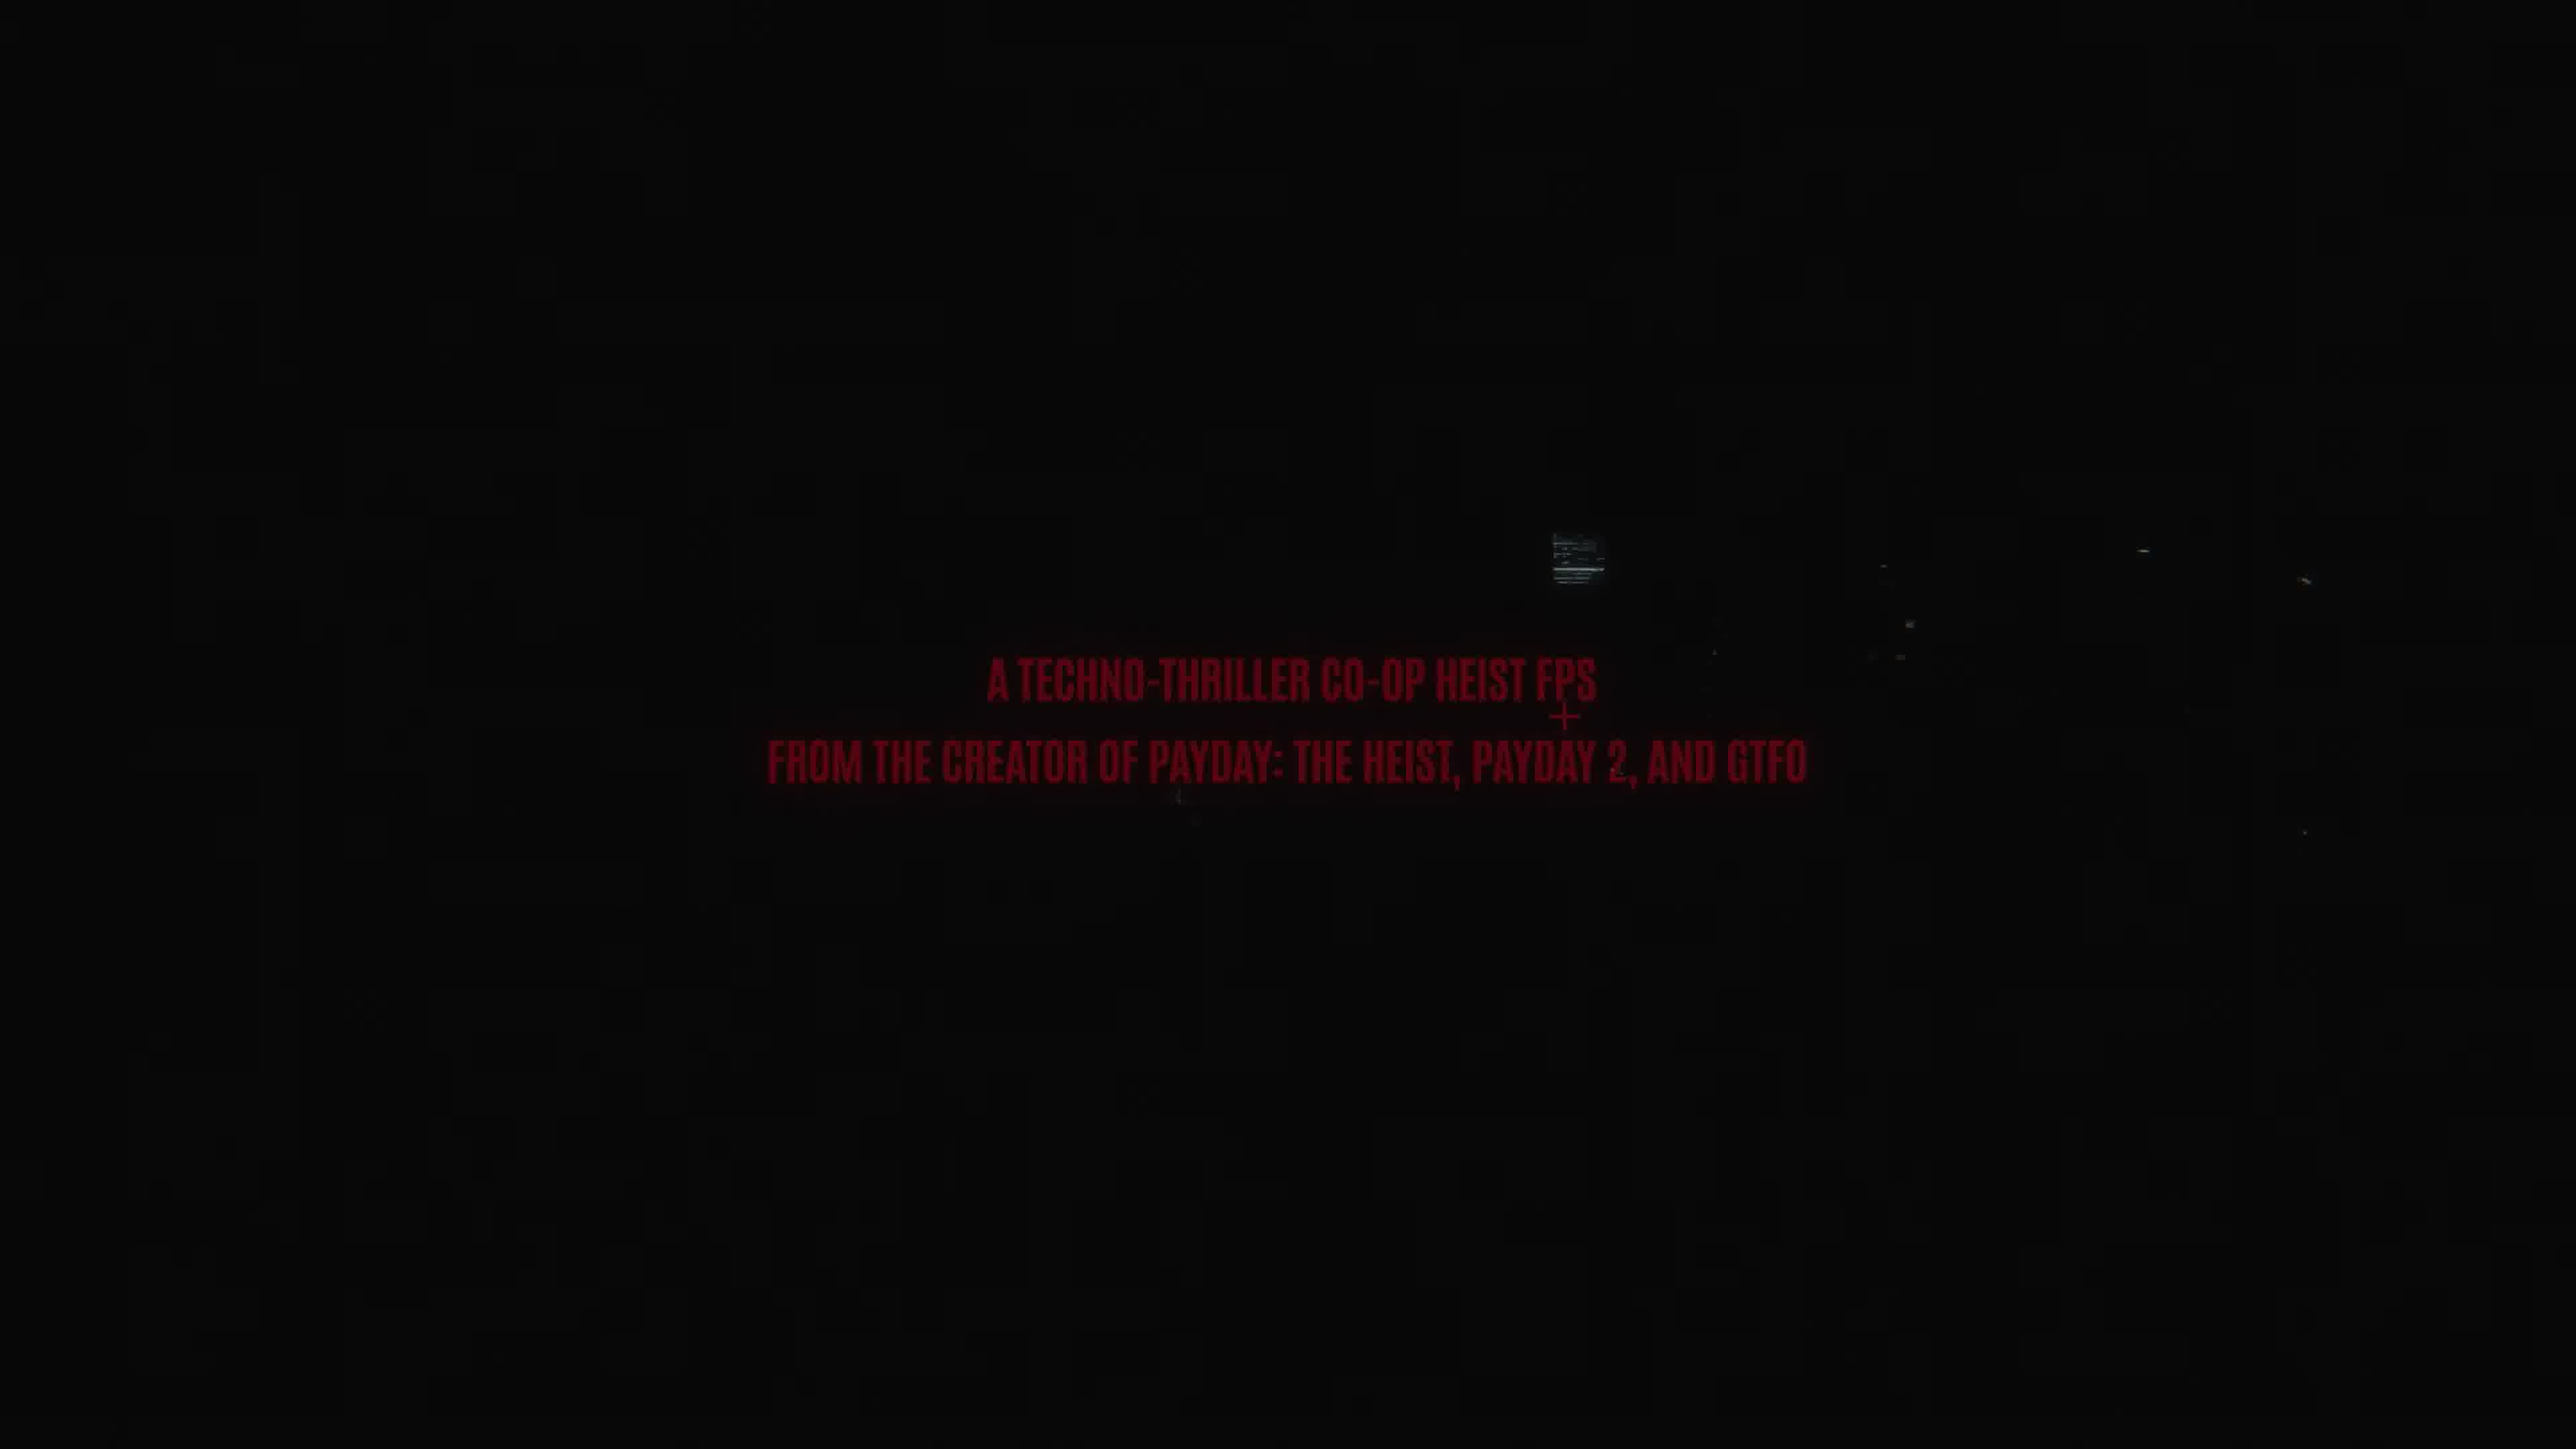 A TECHNO-THRILLER CO-OP HEIST FPS
FROM THE CREATOR OF PAYDAY: THE HEIST, PAYDAY 2, AND GTFO